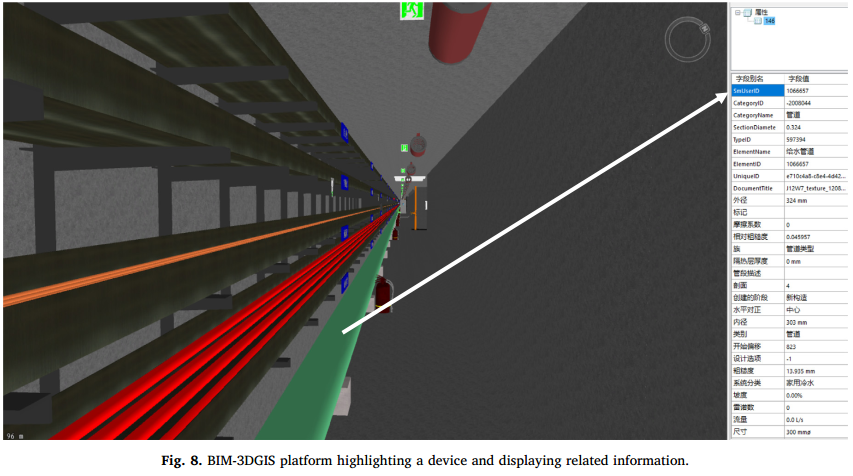 属性
148
字段别名 字段值
SmUserID 1066657
CategoryID -2008044
CategoryName 管道
SectionDiamete 0.324
TypeID 597394
ElementName 给水管道
ElementID 1066657
UniqueID e710c4a8-c8e4-4d42...
DocumentTitle J12W7_texture_1208...
外径 324 mm
标记
摩擦系数 0
相对粗糙度 0.045957
族 管道类型
隔热层厚度 0 mm
管段描述
剖面 4
创建的阶段 新构造
水平对正 中心
内径 303 mm
类别 管道
开始偏移 823
设计选项 -1
粗糙度 13.935 mm
系统分类 家用冷水
坡度 0.00%
雷诺数 0
流量 0.0 L/s
尺寸 300 mmø
96 m
Fig. 8. BIM-3DGIS platform highlighting a device and displaying related information.